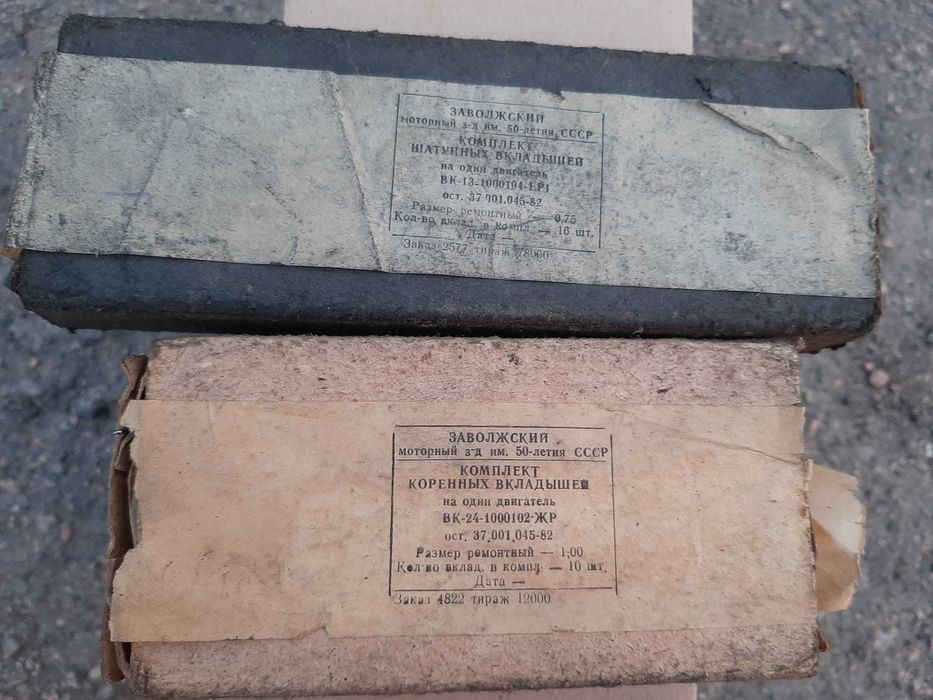 ЗАВОЛЖСКИЙ
моторный з-д им. 50-летия СССР
КОМПЛЕКТ
ШАТУННЫХ ВКЛАДЫШЕЙ
на один двигатель
ВК-13-1000104-ЕР1
ост. 37.001.045-82
Размер ремонтный — 0,75
Кол-во вклад. в компл. — 16 шт.
Дата —
Заказ 2577 тираж 78000
ЗАВОЛЖСКИЙ
моторный з-д им. 50-летия СССР
КОМПЛЕКТ
КОРЕННЫХ ВКЛАДЫШЕЙ
на один двигатель
ВК-24-1000102-ЖР
ост. 37.001.045-82
Размер ремонтный — 1,00
Кол-во вклад. в компл — 10 шт.
Дата —
Заказ 4822 тираж 12000